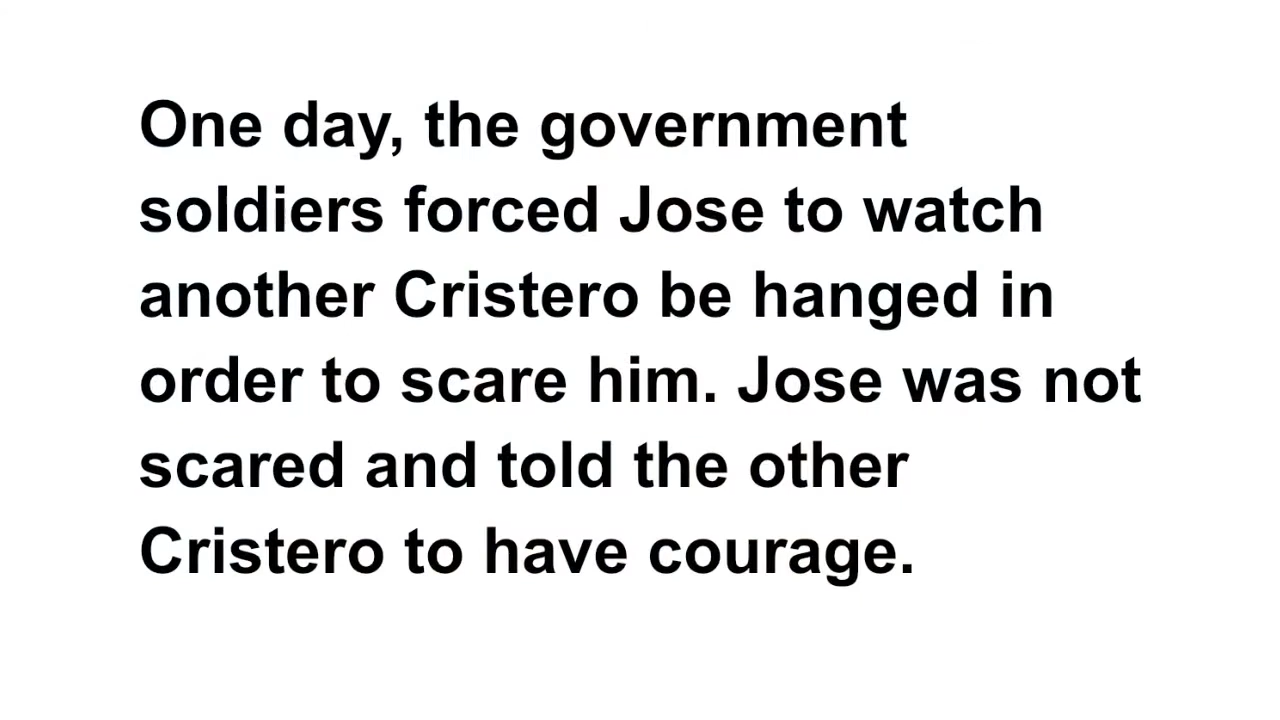 One day, the government
soldiers forced Jose to watch
another Cristero be hanged in
order to scare him. Jose was not
scared and told the other
Cristero to have courage.